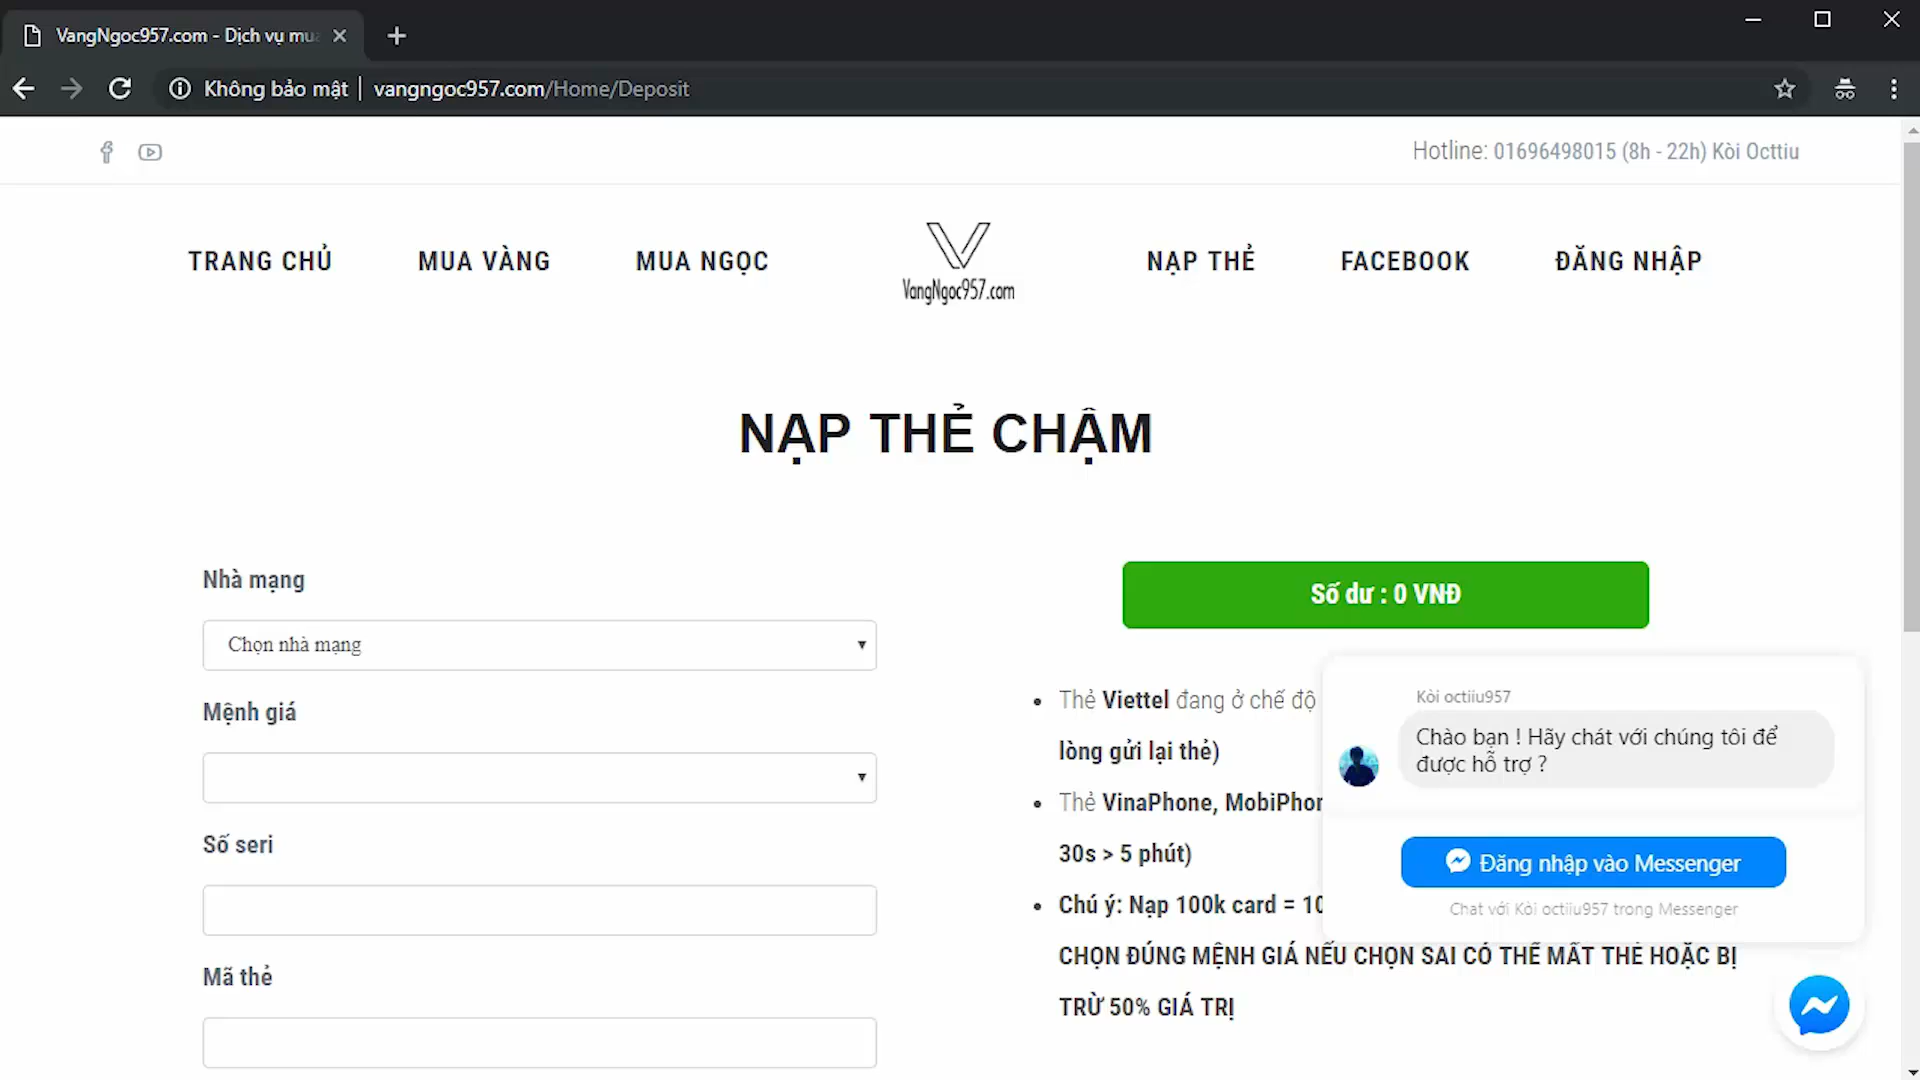 VangNgoc957.com - Dịch vụ mu
Không bảo mật | vangngoc957.com/Home/Deposit
Hotline: 01696498015 (8h - 22h) Kòi Octtiu
TRANG CHỦ MUA VÀNG MUA NGỌC VangNgoc957.com NẠP THẺ FACEBOOK ĐĂNG NHẬP
NẠP THẺ CHẬM
Nhà mạng
Chọn nhà mạng
Mệnh giá
Số seri
Mã thẻ
Số dư : 0 VNĐ
Thẻ Viettel đang ở chế độ
lòng gửi lại thẻ)
Thẻ VinaPhone, MobiPhon
30s > 5 phút)
Chú ý: Nạp 100k card = 10
CHỌN ĐÚNG MỆNH GIÁ NẾU CHỌN SAI CÓ THỂ MẤT THẺ HOẶC BỊ
TRỪ 50% GIÁ TRỊ
Kòi octiiu957
Chào bạn ! Hãy chát với chúng tôi để
được hỗ trợ ?
Đăng nhập vào Messenger
Chat với Kòi octiiu957 trong Messenger